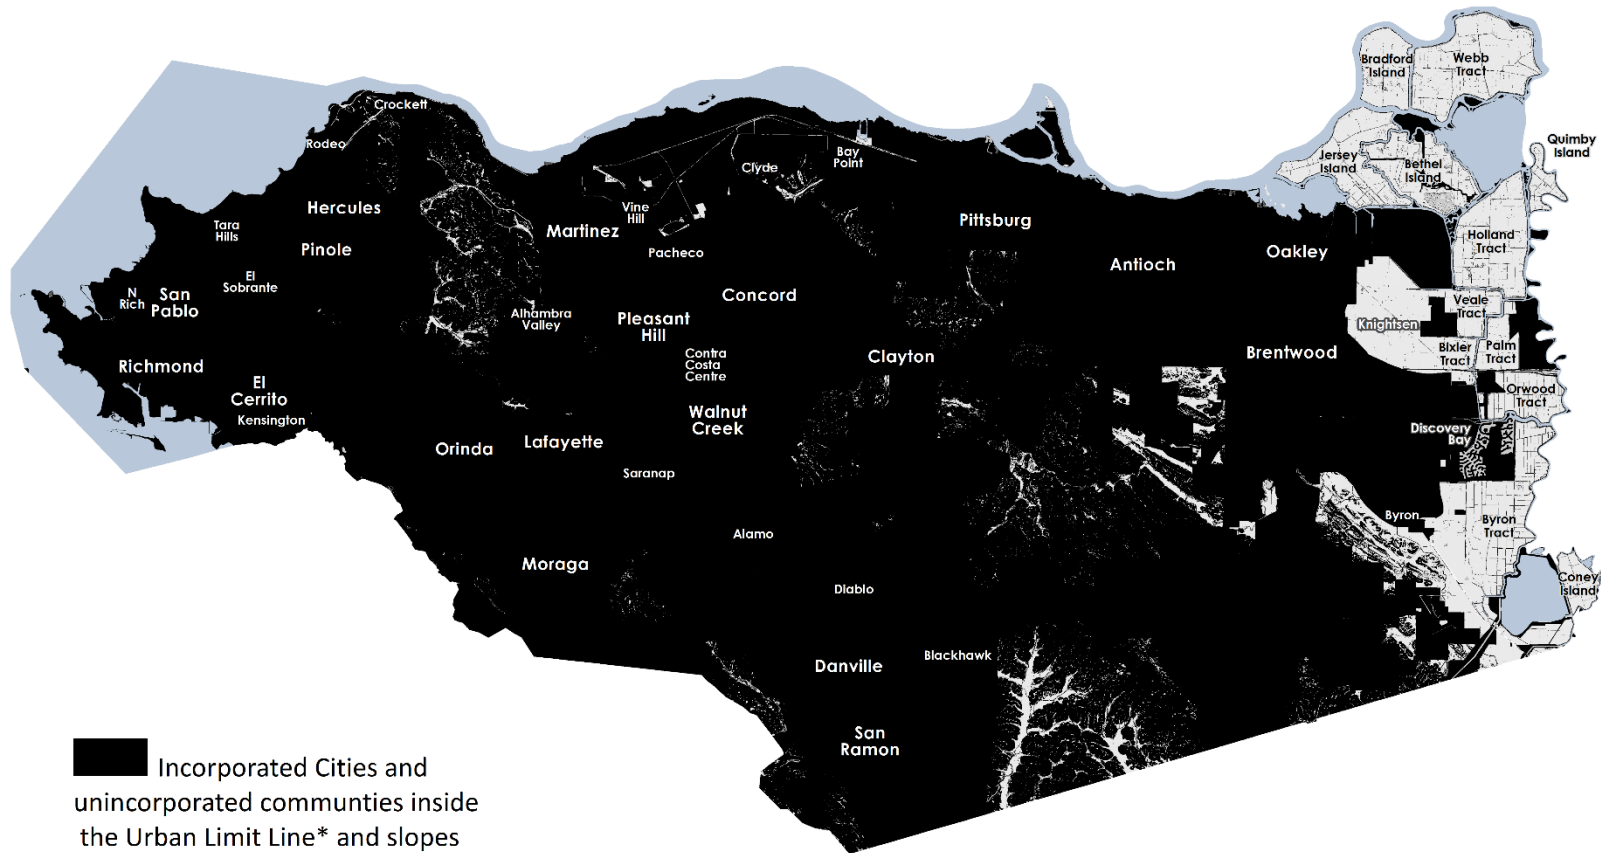 Bradford
Island
Webb
Tract
Crockett
Rodeo
Quimby
Island
Bay
Point
Clyde
Jersey
Island
Bethel
Island
Hercules
Vine
Hill
Tara
Hills
Martinez
Pittsburg
Pinole
Pacheco
Antioch
Oakley
Holland
Tract
El
Sobrante
N
Rich
San
Pablo
Concord
Alhambra
Valley
Pleasant
Hill
Veale
Tract
Knightsen
Richmond
Contra
Costa
Centre
Clayton
Brentwood
Bixler
Tract
Palm
Tract
El
Cerrito
Kensington
Walnut
Creek
Orwood
Tract
Orinda
Lafayette
Discovery
Bay
Saranap
Byron
Byron
Tract
Alamo
Moraga
Diablo
Coney
Island
Danville
Blackhawk
San
Ramon
Incorporated Cities and
unincorporated communties inside
the Urban Limit Line* and slopes